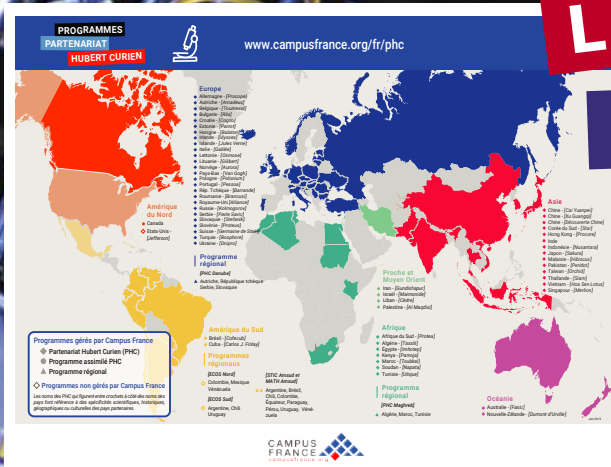 PROGRAMMES
PARTENARIAT
HUBERT CURIEN
www.campusfrance.org/fr/phc
L
Europe
Allemagne - [Procope]
Autriche - [Amadeus]
Belgique - [Tournesol]
Bulgarie - [Rila]
Croatie - [Cogito]
Estonie - [Parrot]
Hongrie - [Balaton]
Irlande - [Ulysses]
Islande - [Jules Verne]
Italie - [Galilée]
Lettonie - [Osmose]
Lituanie - [Gilibert]
Norvège - [Aurora]
Pays-Bas - [Van Gogh]
Pologne - [Polonium]
Portugal - [Pessoa]
Rép. Tchèque - [Barrande]
Roumanie - [Brancusi]
Royaume-Uni - [Alliance]
Russie - [Kolmogorov]
Serbie - [Pavle Savic]
Slovaquie - [Stefanik]
Slovénie - [Proteus]
Suisse - [Germaine de Staël]
Turquie - [Bosphore]
Ukraine - [Dnipro]
Programme
régional
[PHC Danube]
Autriche, République tchèque
Serbie, Slovaquie
Amérique
du Nord
Canada
États-Unis -
[Jefferson]
Amérique du Sud
Brésil - [Cofecub]
Cuba - [Carlos J. Finlay]
Programmes
régionaux
[ECOS Nord]
Colombie, Mexique
Vénézuela
[ECOS Sud]
Argentine, Chili
Uruguay
[STIC Amsud et
MATH Amsud]
Argentine, Brésil,
Chili, Colombie,
Équateur, Paraguay,
Pérou, Uruguay, Véné-
zuela
Proche et
Moyen Orient
Iran - [Gundishapur]
Israël - [Maimonide]
Liban - [Cèdre]
Palestine - [Al Maqdisi]
Afrique
Afrique du Sud - [Protea]
Algérie - [Tassili]
Égypte - [Imhotep]
Kenya - [Pamoja]
Maroc - [Toubkal]
Soudan - [Napata]
Tunisie - [Utique]
Programme
régional
[PHC Maghreb]
Algérie, Maroc, Tunisie
Asie
Chine - [Cai Yuanpei]
Chine - [Xu Guangqi]
Chine - [Découverte Chine]
Corée du Sud - [Star]
Hong Kong - [Procore]
Inde
Indonésie - [Nusantara]
Japon - [Sakura]
Malaisie - [Hibiscus]
Pakistan - [Peridot]
Taïwan - [Orchid]
Thaïlande - [Siam]
Vietnam - [Hoa Sen Lotus]
Singapour - [Merlion]
Océanie
Australie - [Fasic]
Nouvelle-Zélande - [Dumont d'Urville]
Programmes gérés par Campus France
Partenariat Hubert Curien (PHC)
Programme assimilé PHC
Programme régional
Programmes non gérés par Campus France
Les noms des PHC qui figurent entre crochets à côté des noms des
pays font référence à des spécificités scientifiques, historiques,
géographiques ou culturelles des pays partenaires.
CAMPUS
FRANCE
campusfrance.org